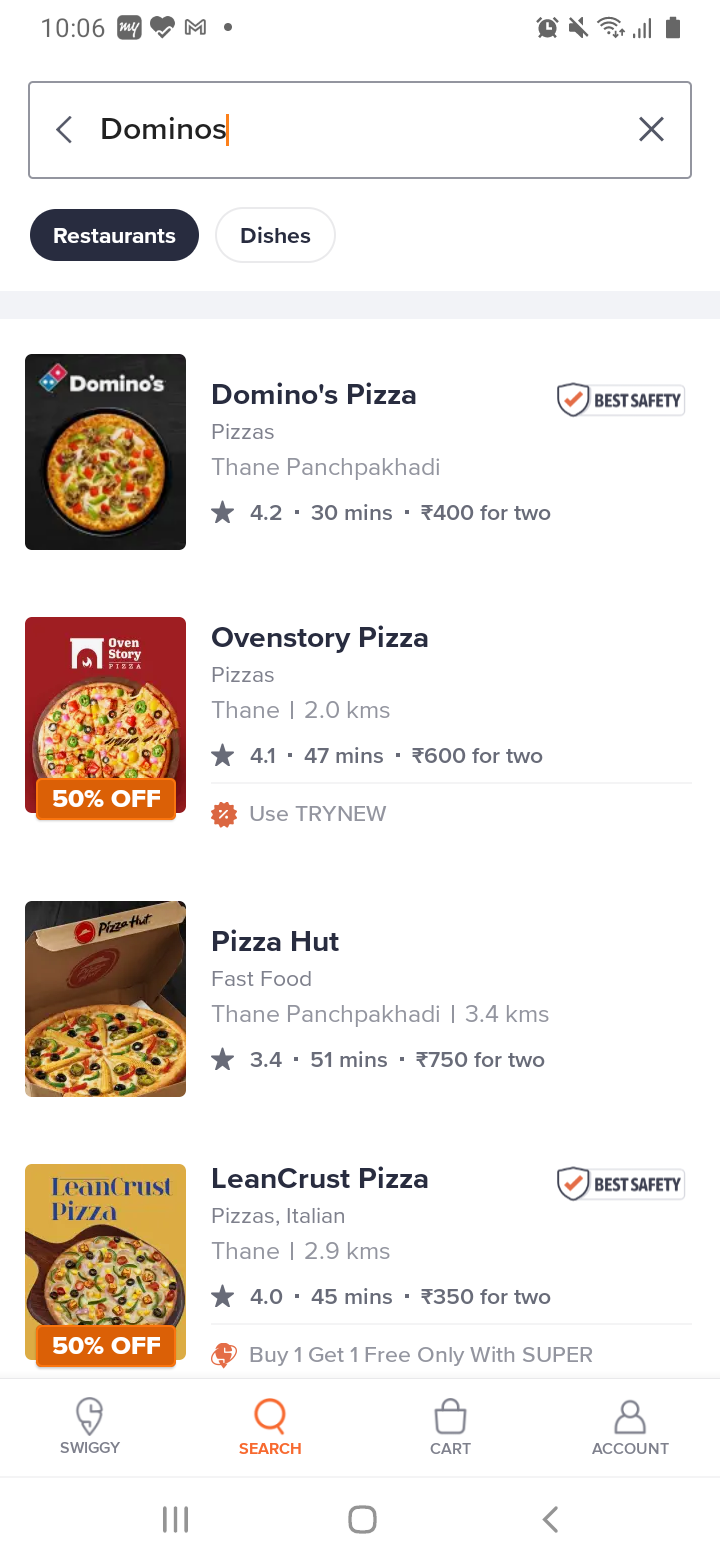 10:06
my
Dominos
Restaurants
Dishes
Domino's
Domino's Pizza
BEST SAFETY
Pizzas
Thane Panchpakhadi
4.2 · 30 mins · ₹400 for two
Oven
Story
PIZZA
50% OFF
Ovenstory Pizza
Pizzas
Thane | 2.0 kms
4.1 · 47 mins · ₹600 for two
Use TRYNEW
Pizza Hut
Pizza Hut
Fast Food
Thane Panchpakhadi | 3.4 kms
3.4 · 51 mins · ₹750 for two
LeanCrust
Pizza
50% OFF
LeanCrust Pizza
BEST SAFETY
Pizzas, Italian
Thane | 2.9 kms
4.0 · 45 mins · ₹350 for two
Buy 1 Get 1 Free Only With SUPER
SWIGGY
SEARCH
CART
ACCOUNT